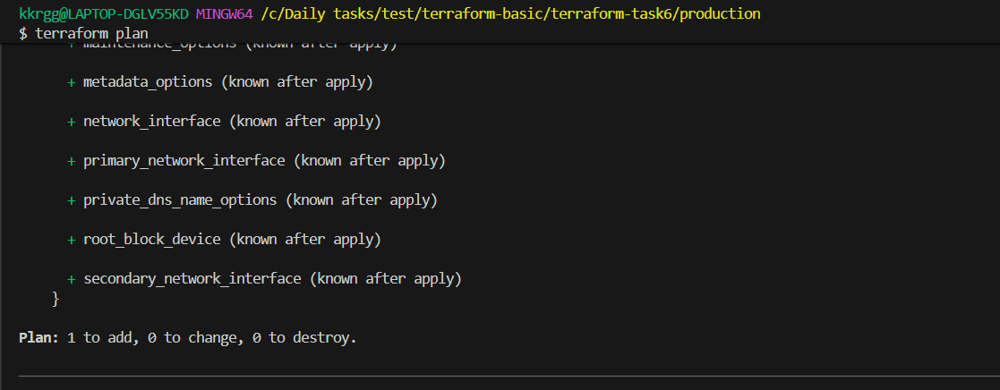 kkrgg@LAPTOP-DGLV55KD MINGW64 /c/Daily tasks/test/terraform-basic/terraform-task6/production
$ terraform plan
+ maintenance_options (known after apply)
+ metadata_options (known after apply)
+ network_interface (known after apply)
+ primary_network_interface (known after apply)
+ private_dns_name_options (known after apply)
+ root_block_device (known after apply)
+ secondary_network_interface (known after apply)
}
Plan: 1 to add, 0 to change, 0 to destroy.